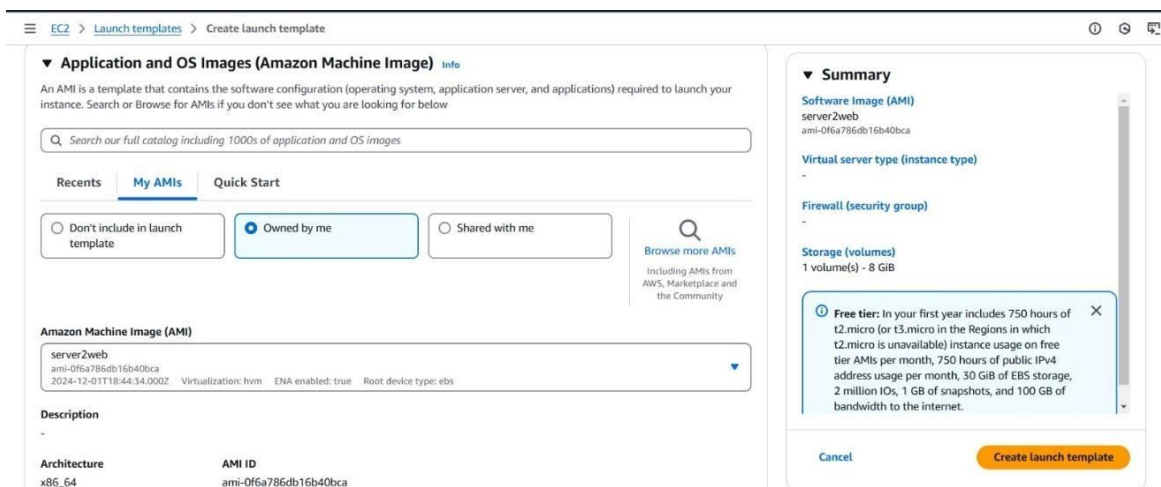 EC2 > Launch templates > Create launch template
Application and OS Images (Amazon Machine Image) Info
An AMI is a template that contains the software configuration (operating system, application server, and applications) required to launch your
instance. Search or Browse for AMIs if you don't see what you are looking for below
Search our full catalog including 1000s of application and OS images
Recents My AMIs Quick Start
Don't include in launch
template
Owned by me
Shared with me
Browse more AMIs
Including AMIs from
AWS, Marketplace and
the Community
Amazon Machine Image (AMI)
server2web
ami-0f6a786db16b40bca
2024-12-01T18:44:34.000Z Virtualization: hvm ENA enabled: true Root device type: ebs
Description
-
Architecture AMI ID
x86_64 ami-0f6a786db16b40bca
Summary
Software Image (AMI)
server2web
ami-0f6a786db16b40bca
Virtual server type (instance type)
-
Firewall (security group)
-
Storage (volumes)
1 volume(s) - 8 GiB
Free tier: In your first year includes 750 hours of
t2.micro (or t3.micro in the Regions in which
t2.micro is unavailable) instance usage on free
tier AMIs per month, 750 hours of public IPv4
address usage per month, 30 GiB of EBS storage,
2 million IOs, 1 GB of snapshots, and 100 GB of
bandwidth to the internet.
Cancel
Create launch template